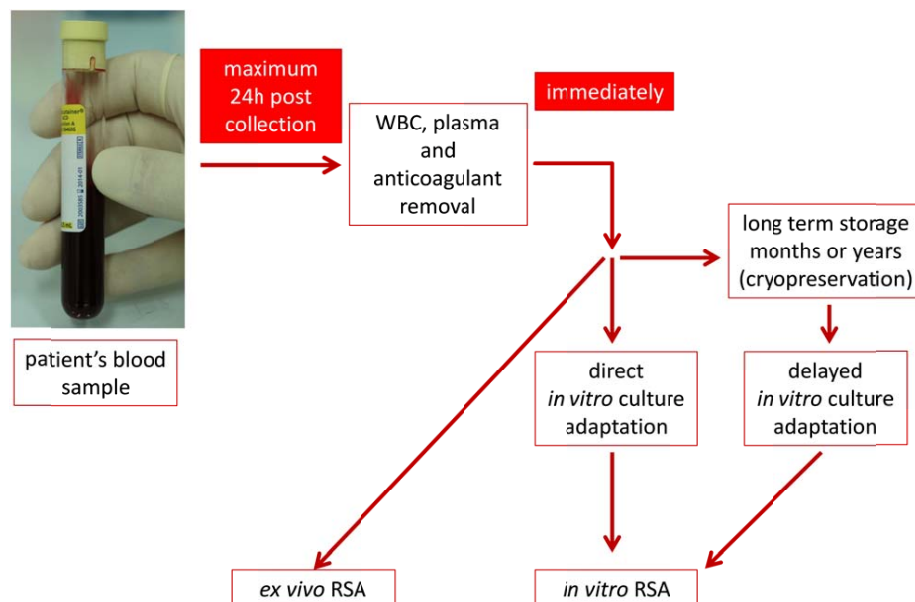 maximum
24h post
collection
immediately
WBC, plasma
and
anticoagulant
removal
long term storage
months or years
(cryopreservation)
patient's blood
sample
direct
in vitro culture
adaptation
delayed
in vitro culture
adaptation
ex vivo RSA
in vitro RSA